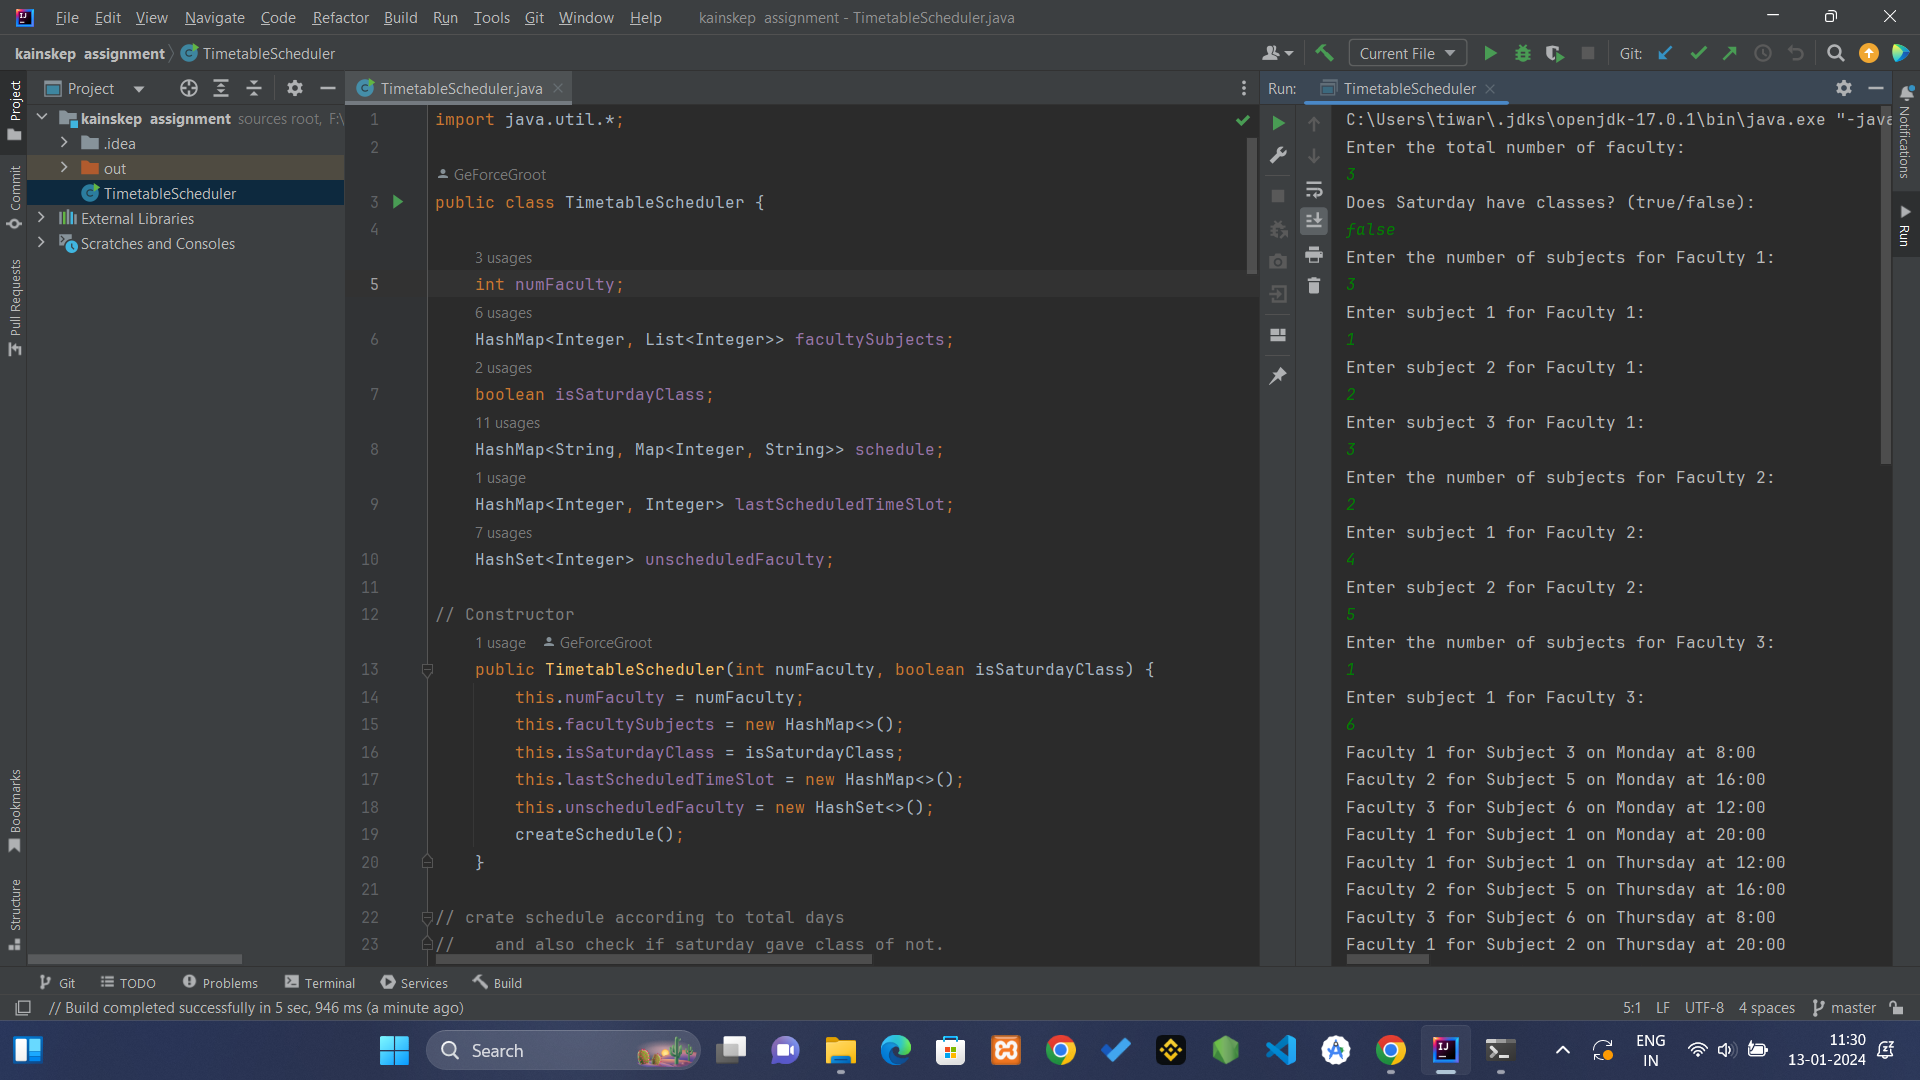 File Edit View Navigate Code Refactor Build Run Tools Git Window Help kainskep assignment - TimetableScheduler.java
kainskep assignment TimetableScheduler
Current File
Git:
Project
TimetableScheduler.java
Run: TimetableScheduler
Project
Commit
Pull Requests
Bookmarks
Structure
kainskep assignment sources root, F:\
.idea
out
TimetableScheduler
External Libraries
Scratches and Consoles
1 import java.util.*;
2
GeForceGroot
3 public class TimetableScheduler {
4
3 usages
5 int numFaculty;
6 usages
6 HashMap<Integer, List<Integer>> facultySubjects;
2 usages
7 boolean isSaturdayClass;
11 usages
8 HashMap<String, Map<Integer, String>> schedule;
1 usage
9 HashMap<Integer, Integer> lastScheduledTimeSlot;
7 usages
10 HashSet<Integer> unscheduledFaculty;
11
12 // Constructor
1 usage GeForceGroot
13 public TimetableScheduler(int numFaculty, boolean isSaturdayClass) {
14 this.numFaculty = numFaculty;
15 this.facultySubjects = new HashMap<>();
16 this.isSaturdayClass = isSaturdayClass;
17 this.lastScheduledTimeSlot = new HashMap<>();
18 this.unscheduledFaculty = new HashSet<>();
19 createSchedule();
20 }
21
22 // crate schedule according to total days
23 // and also check if saturday gave class of not.
C:\Users\tiwar\.jdks\openjdk-17.0.1\bin\java.exe "-java
Enter the total number of faculty:
3
Does Saturday have classes? (true/false):
false
Enter the number of subjects for Faculty 1:
3
Enter subject 1 for Faculty 1:
1
Enter subject 2 for Faculty 1:
2
Enter subject 3 for Faculty 1:
3
Enter the number of subjects for Faculty 2:
2
Enter subject 1 for Faculty 2:
4
Enter subject 2 for Faculty 2:
5
Enter the number of subjects for Faculty 3:
1
Enter subject 1 for Faculty 3:
6
Faculty 1 for Subject 3 on Monday at 8:00
Faculty 2 for Subject 5 on Monday at 16:00
Faculty 3 for Subject 6 on Monday at 12:00
Faculty 1 for Subject 1 on Monday at 20:00
Faculty 1 for Subject 1 on Thursday at 12:00
Faculty 2 for Subject 5 on Thursday at 16:00
Faculty 3 for Subject 6 on Thursday at 8:00
Faculty 1 for Subject 2 on Thursday at 20:00
Notifications
Run
Git TODO Problems Terminal Services Build
// Build completed successfully in 5 sec, 946 ms (a minute ago)
5:1 LF UTF-8 4 spaces master
Search
ENG
IN
11:30
13-01-2024